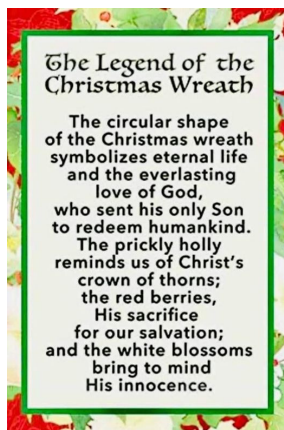 The Legend of the
Christmas Wreath
The circular shape
of the Christmas wreath
symbolizes eternal life
and the everlasting
love of God,
who sent his only Son
to redeem humankind.
The prickly holly
reminds us of Christ's
crown of thorns;
the red berries,
His sacrifice
for our salvation;
and the white blossoms
bring to mind
His innocence.